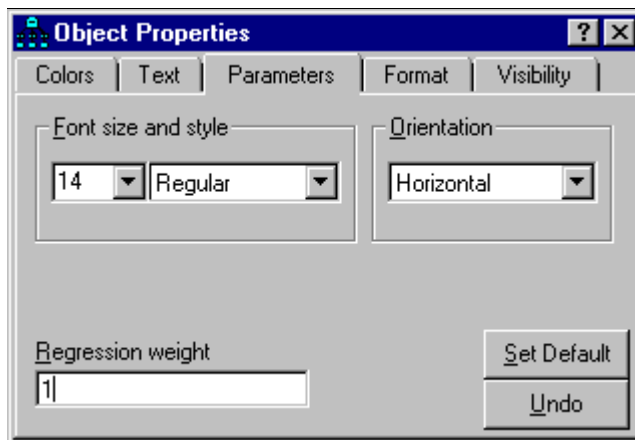 Object Properties
Colors Text Parameters Format Visibility
Font size and style
Orientation
14 Regular
Horizontal
Regression weight
1
Set Default
Undo